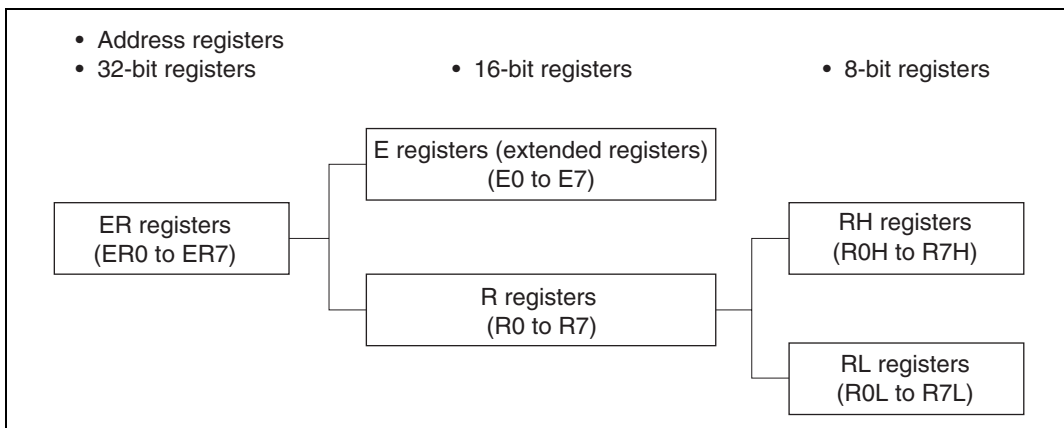 • Address registers
• 32-bit registers
• 16-bit registers
• 8-bit registers
E registers (extended registers)
(E0 to E7)
ER registers
(ER0 to ER7)
RH registers
(R0H to R7H)
R registers
(R0 to R7)
RL registers
(R0L to R7L)